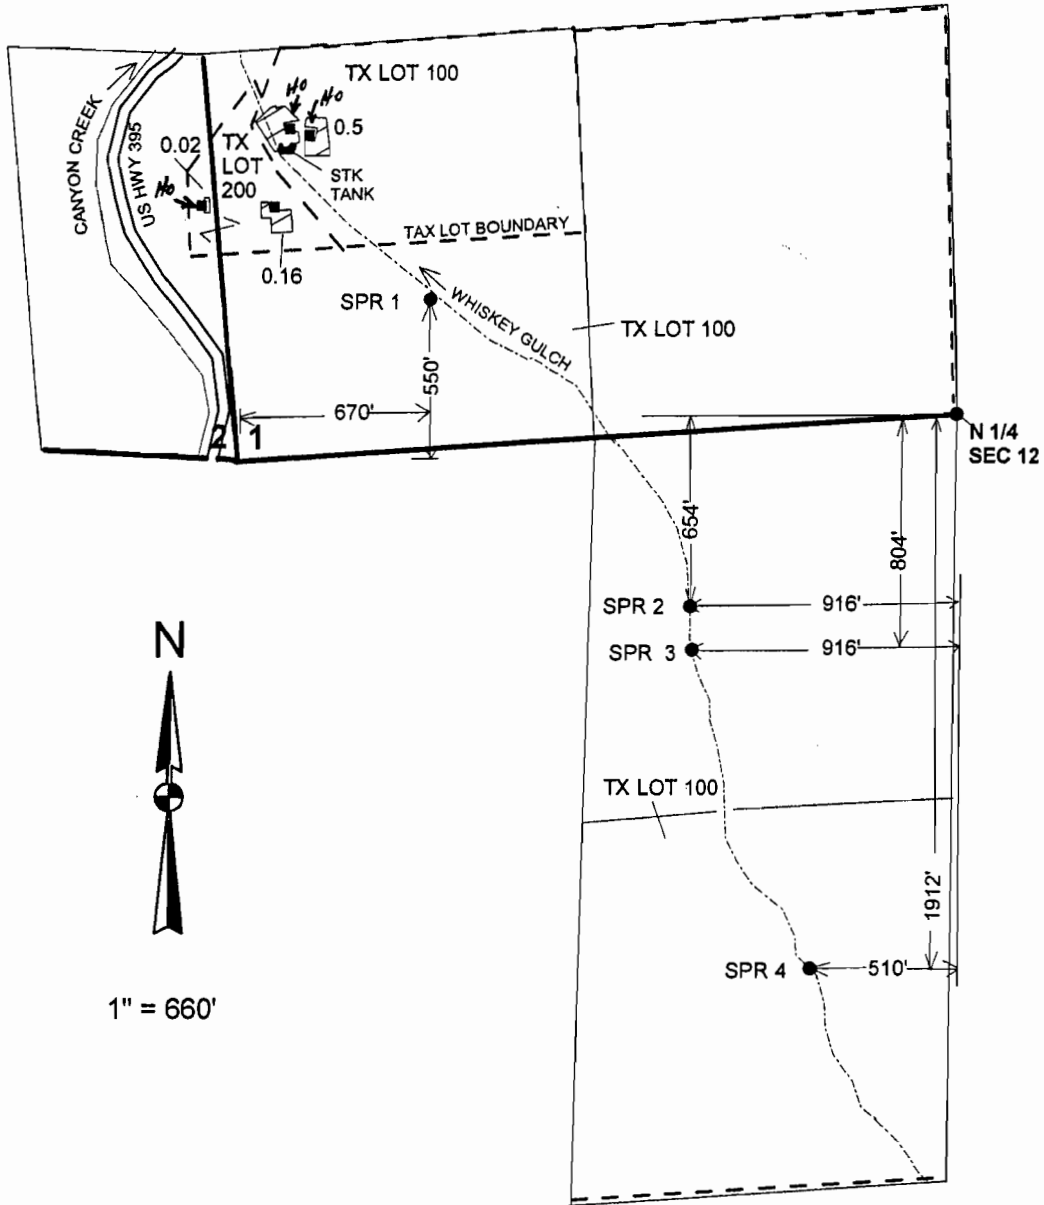 TX LOT 100
Ho
Ho
0.5
CANYON CREEK
US HWY 395
0.02
TX
LOT
200
Ho
STK
TANK
TAX LOT BOUNDARY
0.16
SPR 1
WHISKEY GULCH
TX LOT 100
550'
670'
2
1
N 1/4
SEC 12
654'
804'
SPR 2
916'
SPR 3
916'
N
TX LOT 100
1912'
SPR 4
510'
1" = 660'